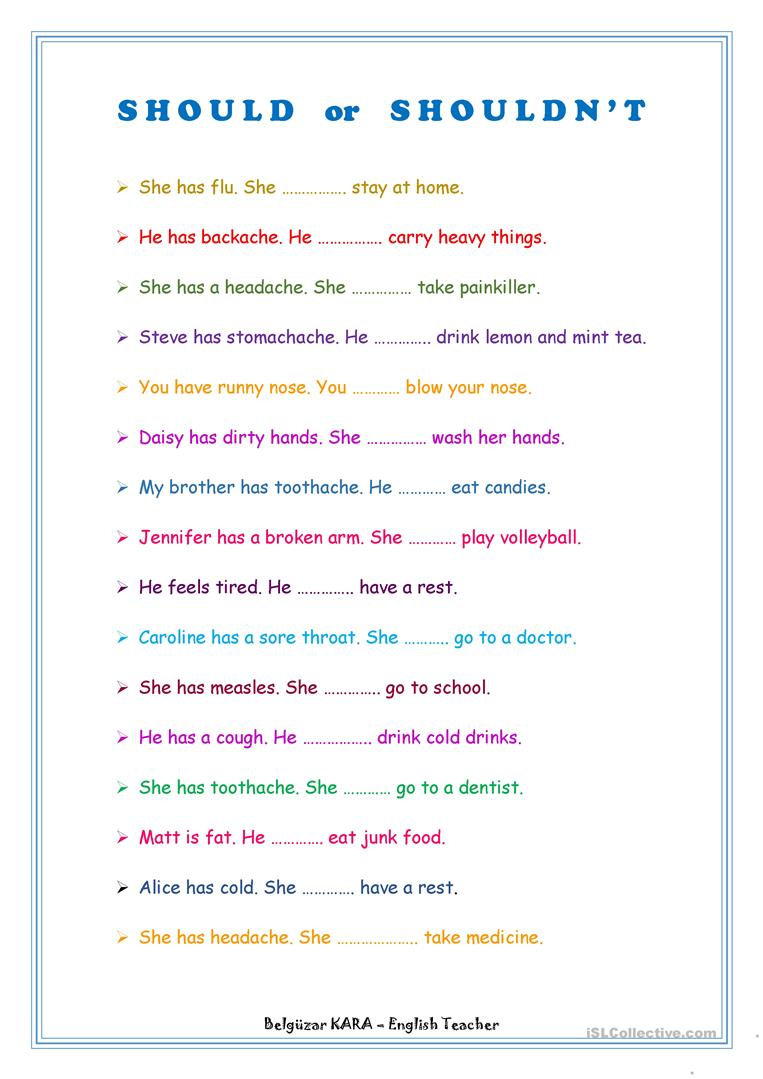 SHOULD or SHOULDN'T
➢ She has flu. She ……………. stay at home.
➢ He has backache. He ……………. carry heavy things.
➢ She has a headache. She …………… take painkiller.
➢ Steve has stomachache. He ………….. drink lemon and mint tea.
➢ You have runny nose. You ………… blow your nose.
➢ Daisy has dirty hands. She …………… wash her hands.
➢ My brother has toothache. He ………… eat candies.
➢ Jennifer has a broken arm. She ………… play volleyball.
➢ He feels tired. He ………….. have a rest.
➢ Caroline has a sore throat. She ……….. go to a doctor.
➢ She has measles. She ………….. go to school.
➢ He has a cough. He …………….. drink cold drinks.
➢ She has toothache. She ………… go to a dentist.
➢ Matt is fat. He …………. eat junk food.
➢ Alice has cold. She …………. have a rest.
➢ She has headache. She ……………….. take medicine.
Belgüzar KARA – English Teacher
iSLCollective.com